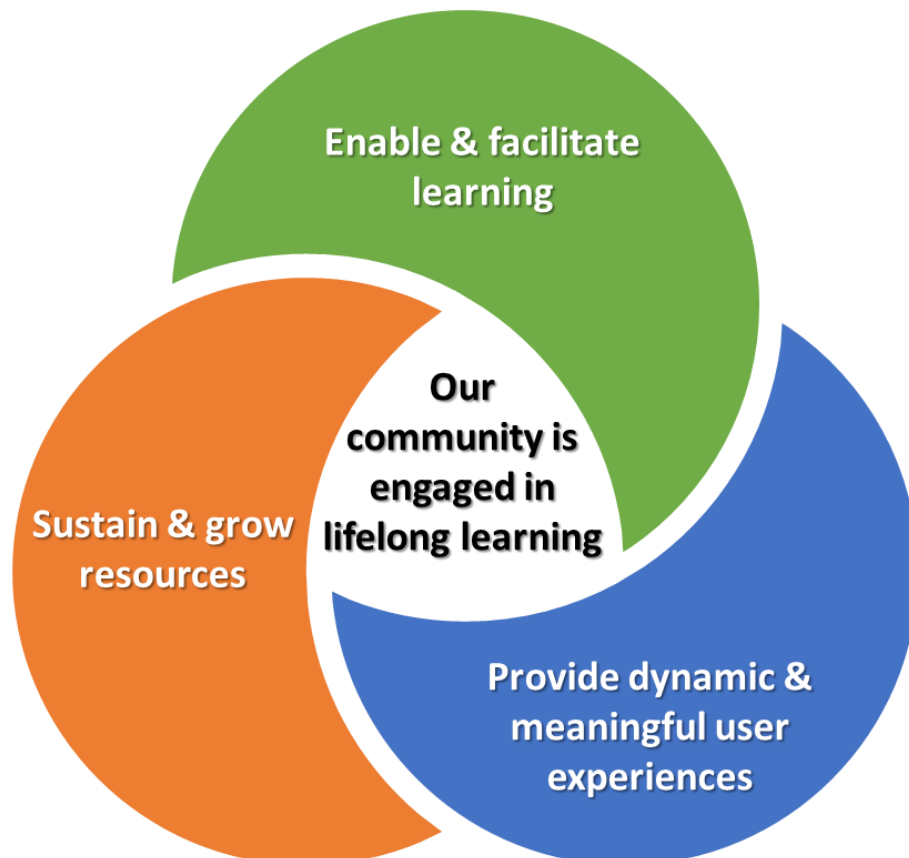 Enable & facilitate
learning
Our
community is
engaged in
lifelong learning
Sustain & grow
resources
Provide dynamic &
meaningful user
experiences